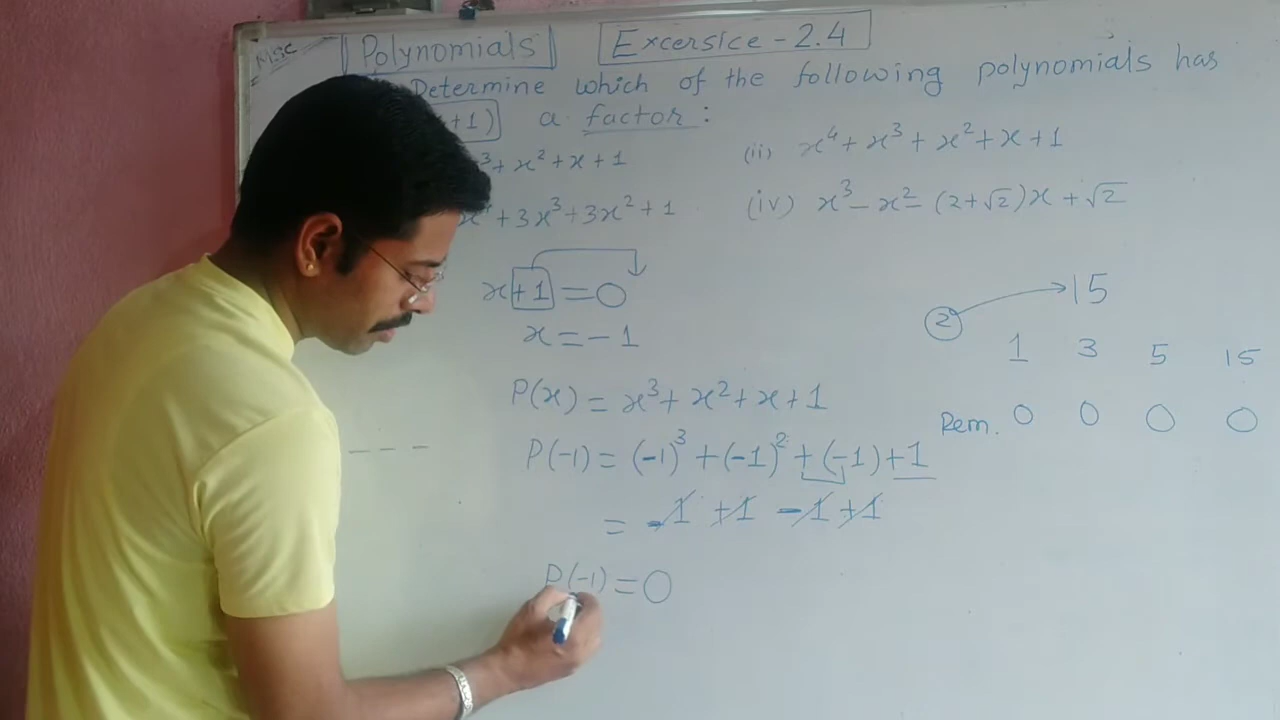 MSC
Polynomials Excersice - 2.4
Determine which of the following polynomials has
+1) a factor :
³ + x² + x + 1 (ii) x⁴ + x³ + x² + x + 1
+ 3x³ + 3x² + 1 (iv) x³ - x² - (2+√2)x + √2
x + 1 = 0
x = - 1
2 15
1 3 5 15
Rem. 0 0 0 0
P(x) = x³ + x² + x + 1
P(-1) = (-1)³ + (-1)² + (-1) + 1
= -1 +1 -1 +1
P(-1) = 0